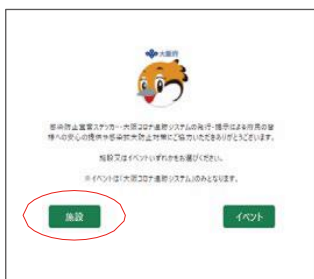 大阪府
感染防止宣言ステッカー・大阪コロナ追跡システムの発行・掲示による府民の皆
様への安心の提供や感染拡大防止対策にご協力いただきありがとうございます。
施設又はイベントいずれかをお選びください。
※イベントは「大阪コロナ追跡システム」のみとなります。
施設
イベント